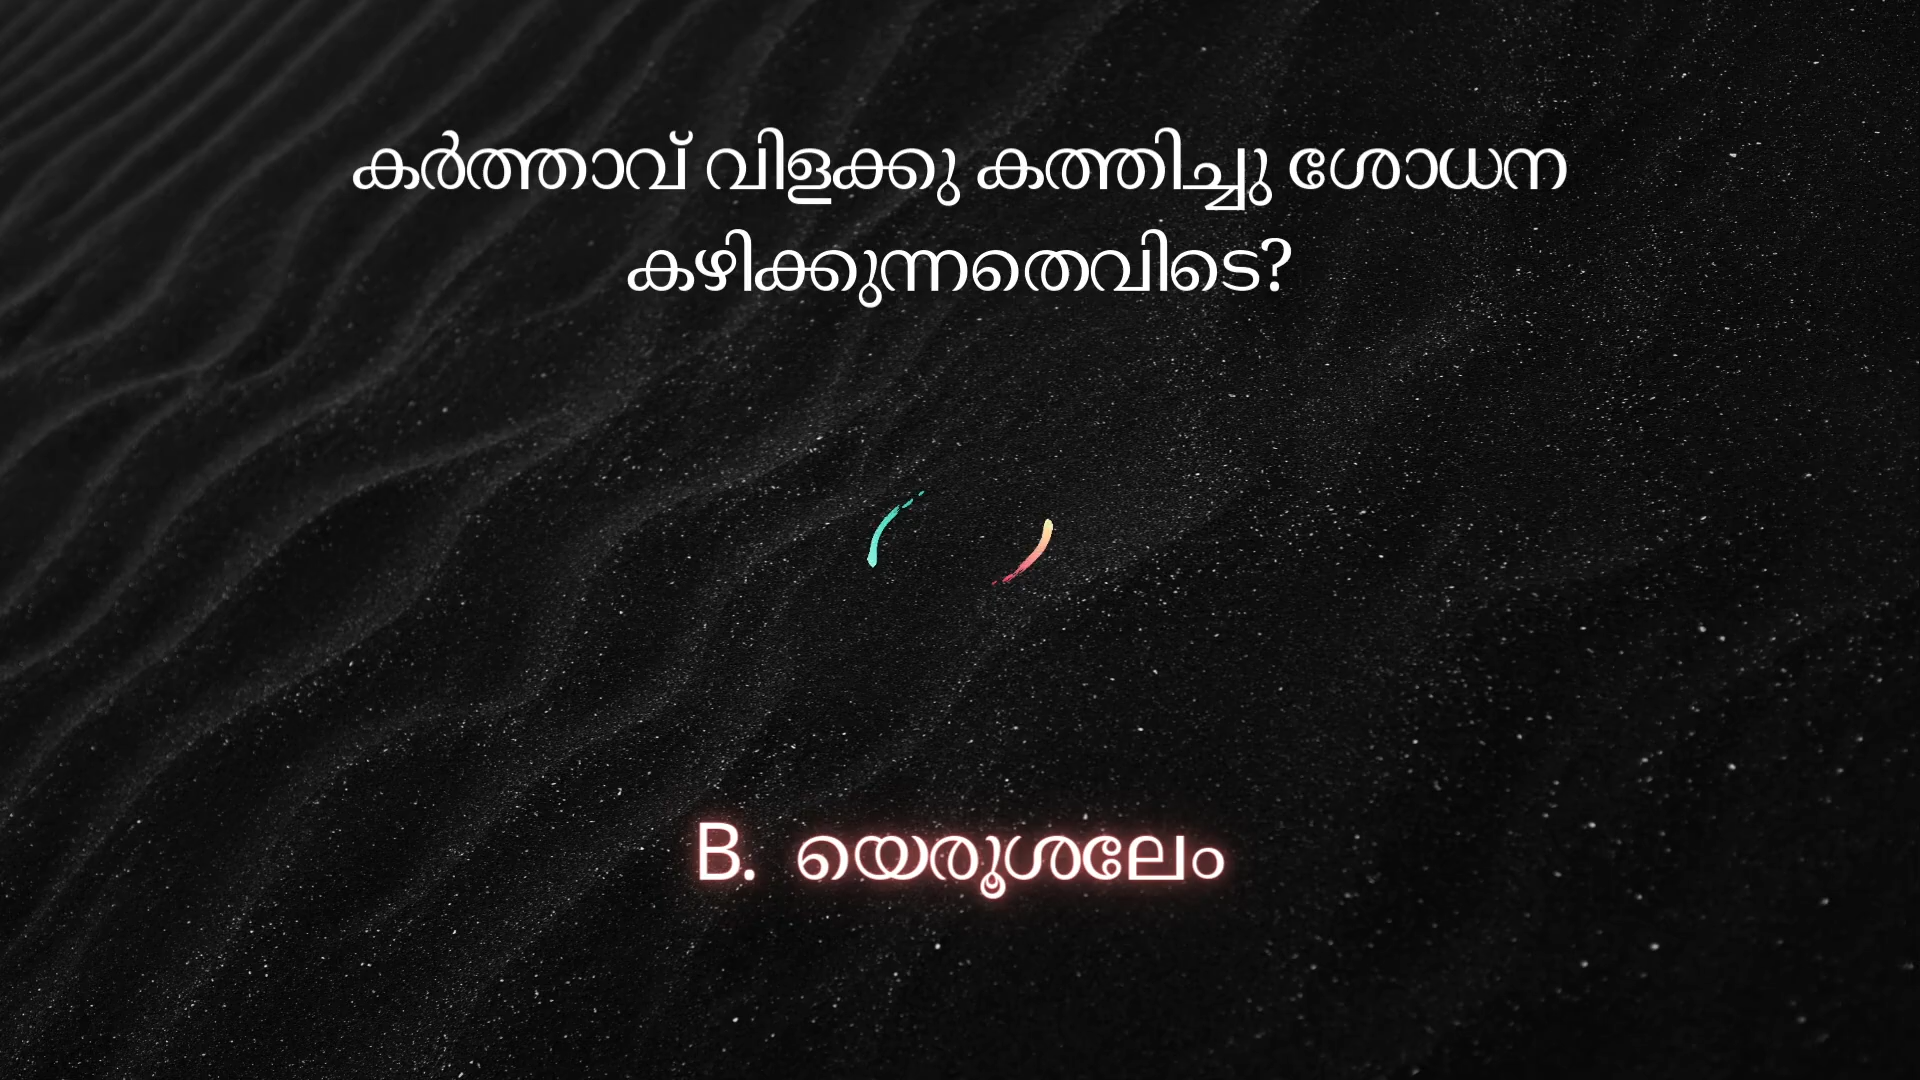 കർത്താവ് വിളക്കു കത്തിച്ചു ശോധന
കഴിക്കുന്നതെവിടെ?
B. യെരൂശലേം